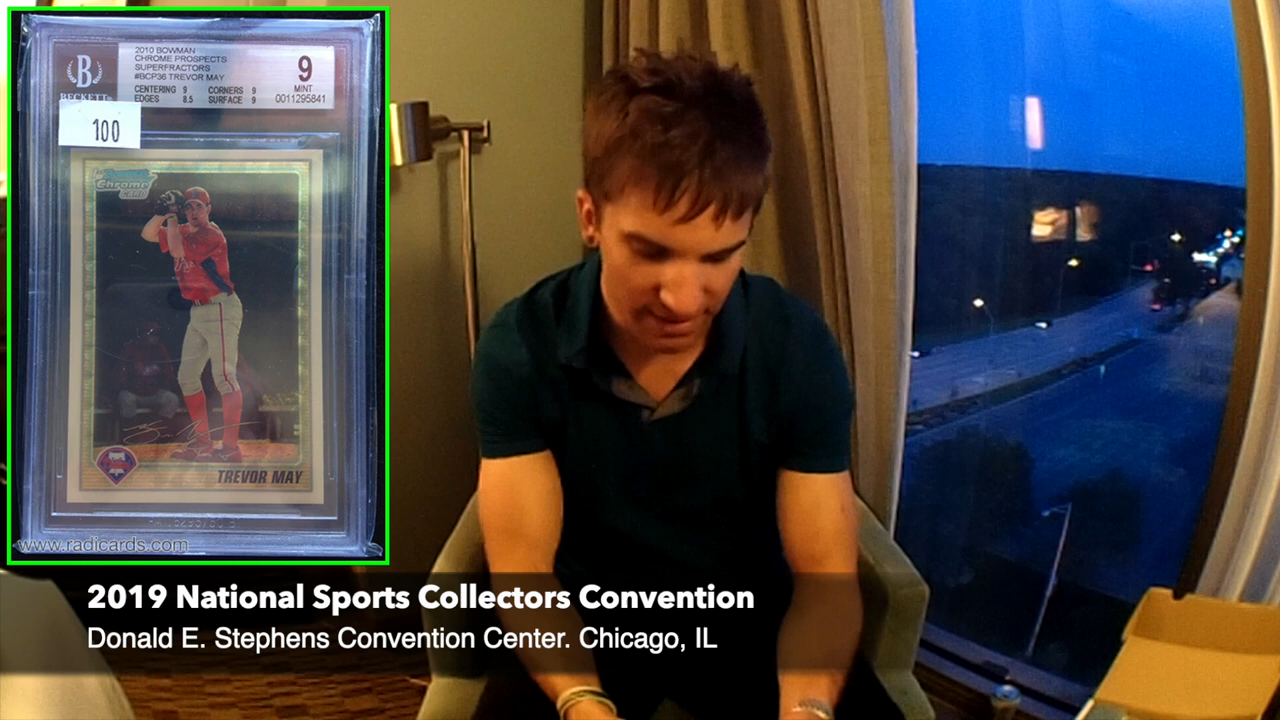 2010 BOWMAN
CHROME PROSPECTS
SUPERFRACTORS
#BCP36 TREVOR MAY
CENTERING 9 CORNERS 9
EDGES 8.5 SURFACE 9
9
MINT
0011295841
B
BECKETT
100
Chrome
TREVOR MAY
www.radicards.com
2019 National Sports Collectors Convention
Donald E. Stephens Convention Center. Chicago, IL